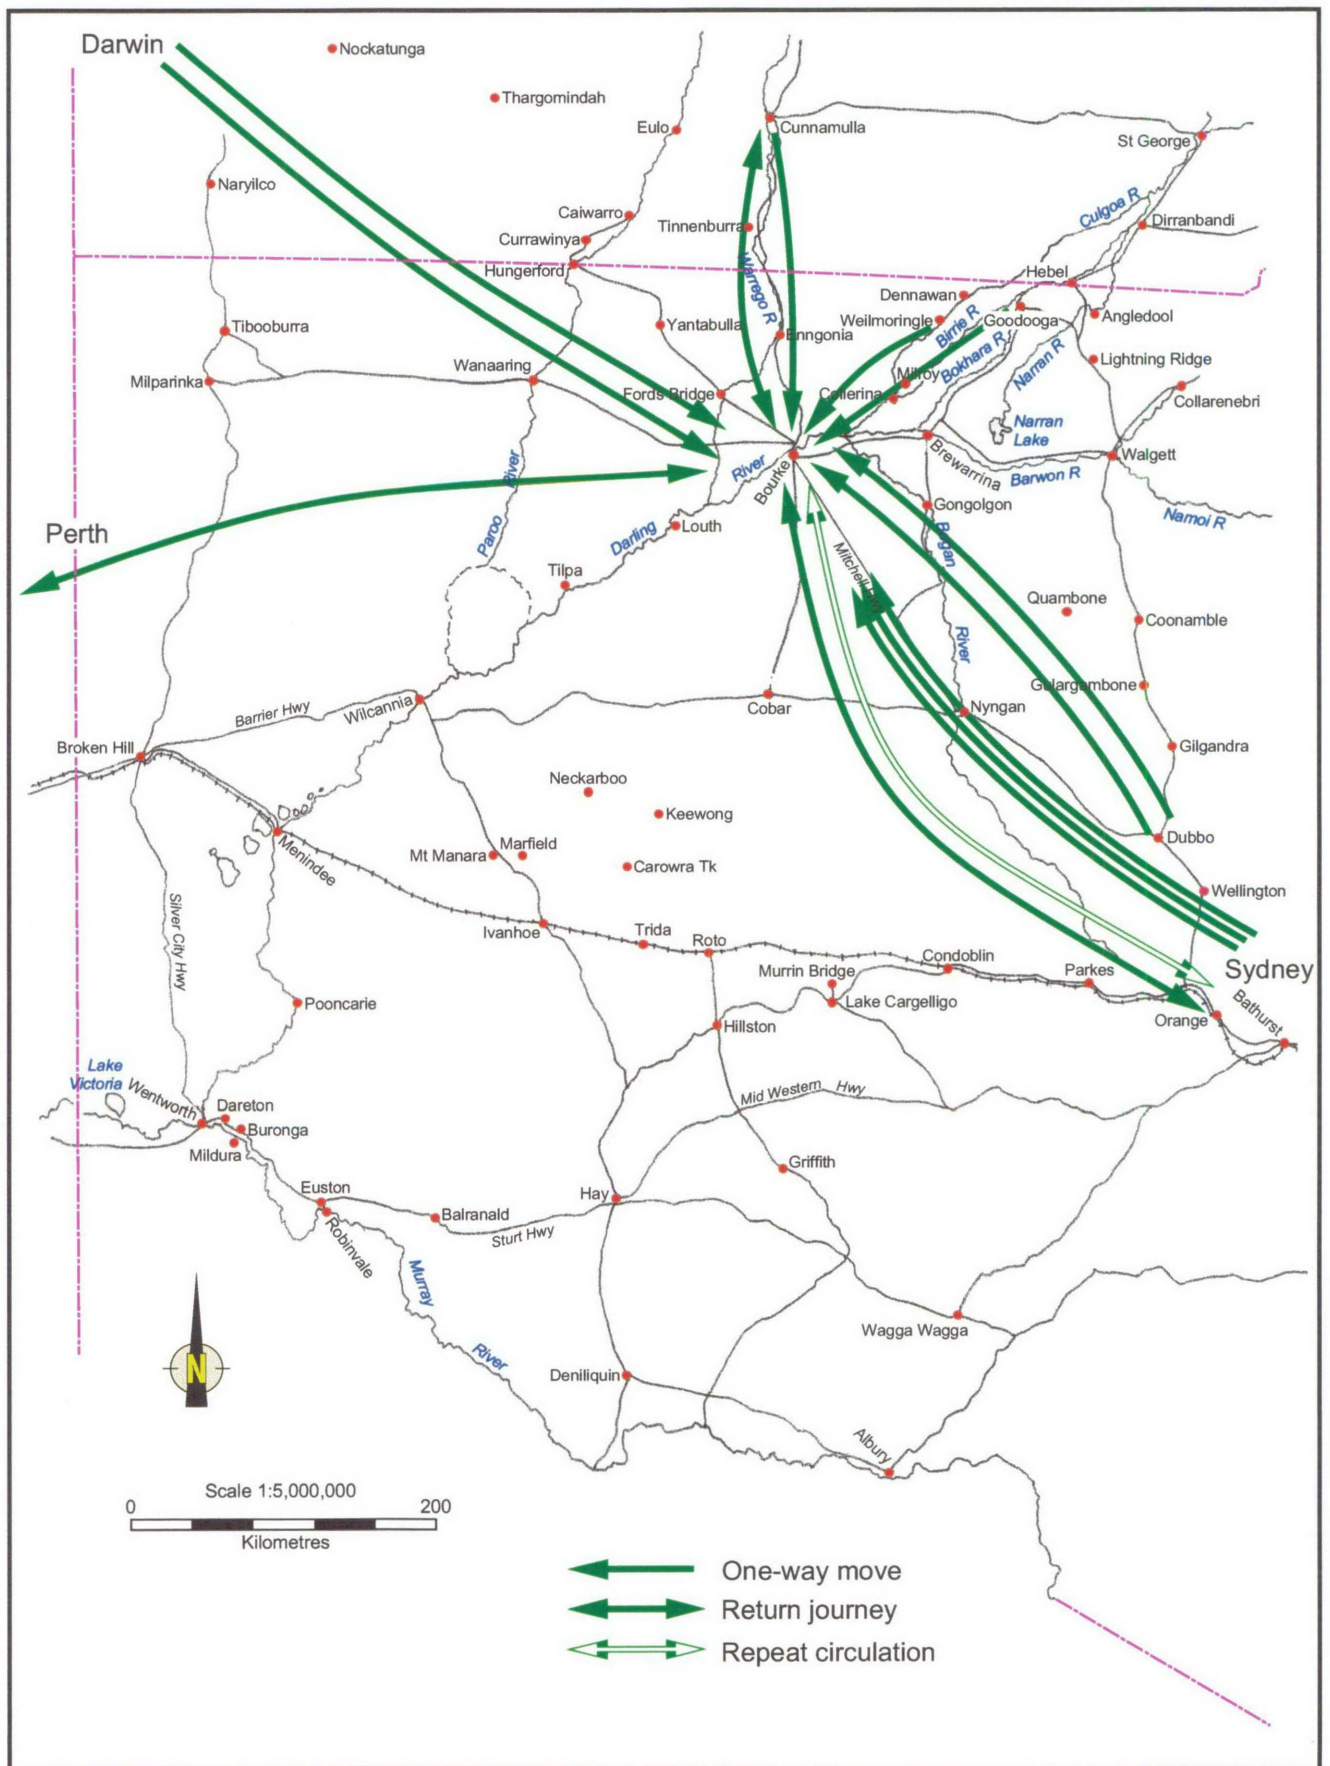 Darwin
Nockatunga
Thargomindah
Eulo
Cunnamulla
St George
Naryilco
Culgoa R
Caiwarro
Tinnenburra
Dirranbandi
Currawinya
Hungerford
Warrego R
Hebel
Dennawan
Tibooburra
Yantabulla
Enngonia
Weilmoringle
Birrie R
Goodooga
Angledool
Bokhara R
Narran R
Lightning Ridge
Wanaaring
Milparinka
Fords Bridge
Milroy
Collerina
Collarenebri
Narran
Lake
Brewarrina
Walgett
River
Bourke
Barwon R
Paroo
River
Gongolgon
Namoi R
Perth
Darling
Louth
Bogan
Mitchell Hwy
Tilpa
Quambone
Coonamble
River
Gulargambone
Barrier Hwy
Wilcannia
Cobar
Nyngan
Broken Hill
Gilgandra
Neckarboo
Keewong
Menindee
Mt Manara
Marfield
Carowra Tk
Dubbo
Wellington
Silver City Hwy
Ivanhoe
Trida
Roto
Condoblin
Sydney
Murrin Bridge
Parkes
Pooncarie
Lake Cargelligo
Hillston
Orange
Bathurst
Lake
Victoria
Wentworth
Dareton
Buronga
Mildura
Mid Western Hwy
Griffith
Euston
Robinvale
Balranald
Hay
Sturt Hwy
Murray
River
Wagga Wagga
N
Deniliquin
Albury
Scale 1:5,000,000
0 200
Kilometres
One-way move
Return journey
Repeat circulation